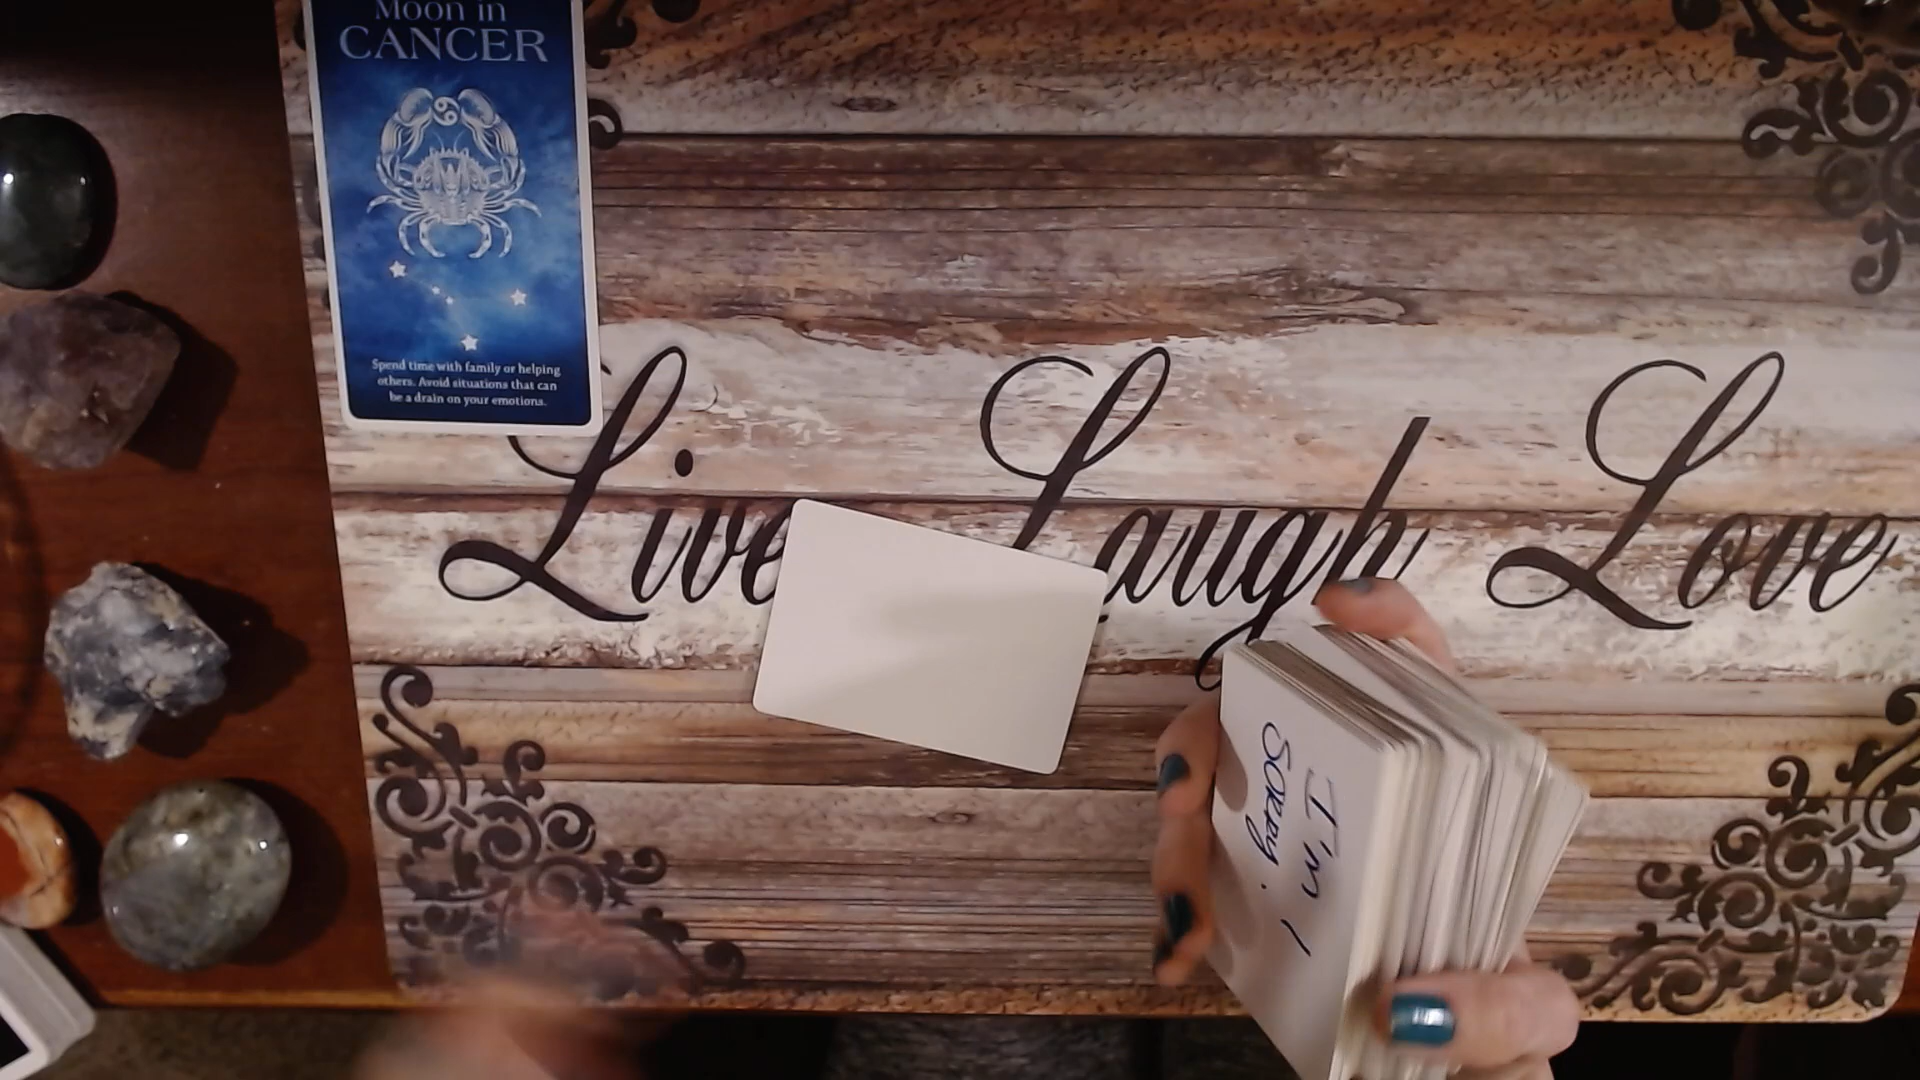 Moon in
CANCER
Spend time with family or helping
others. Avoid situations that can
be a drain on your emotions.
Live Laugh Love
I'm
Sorry.